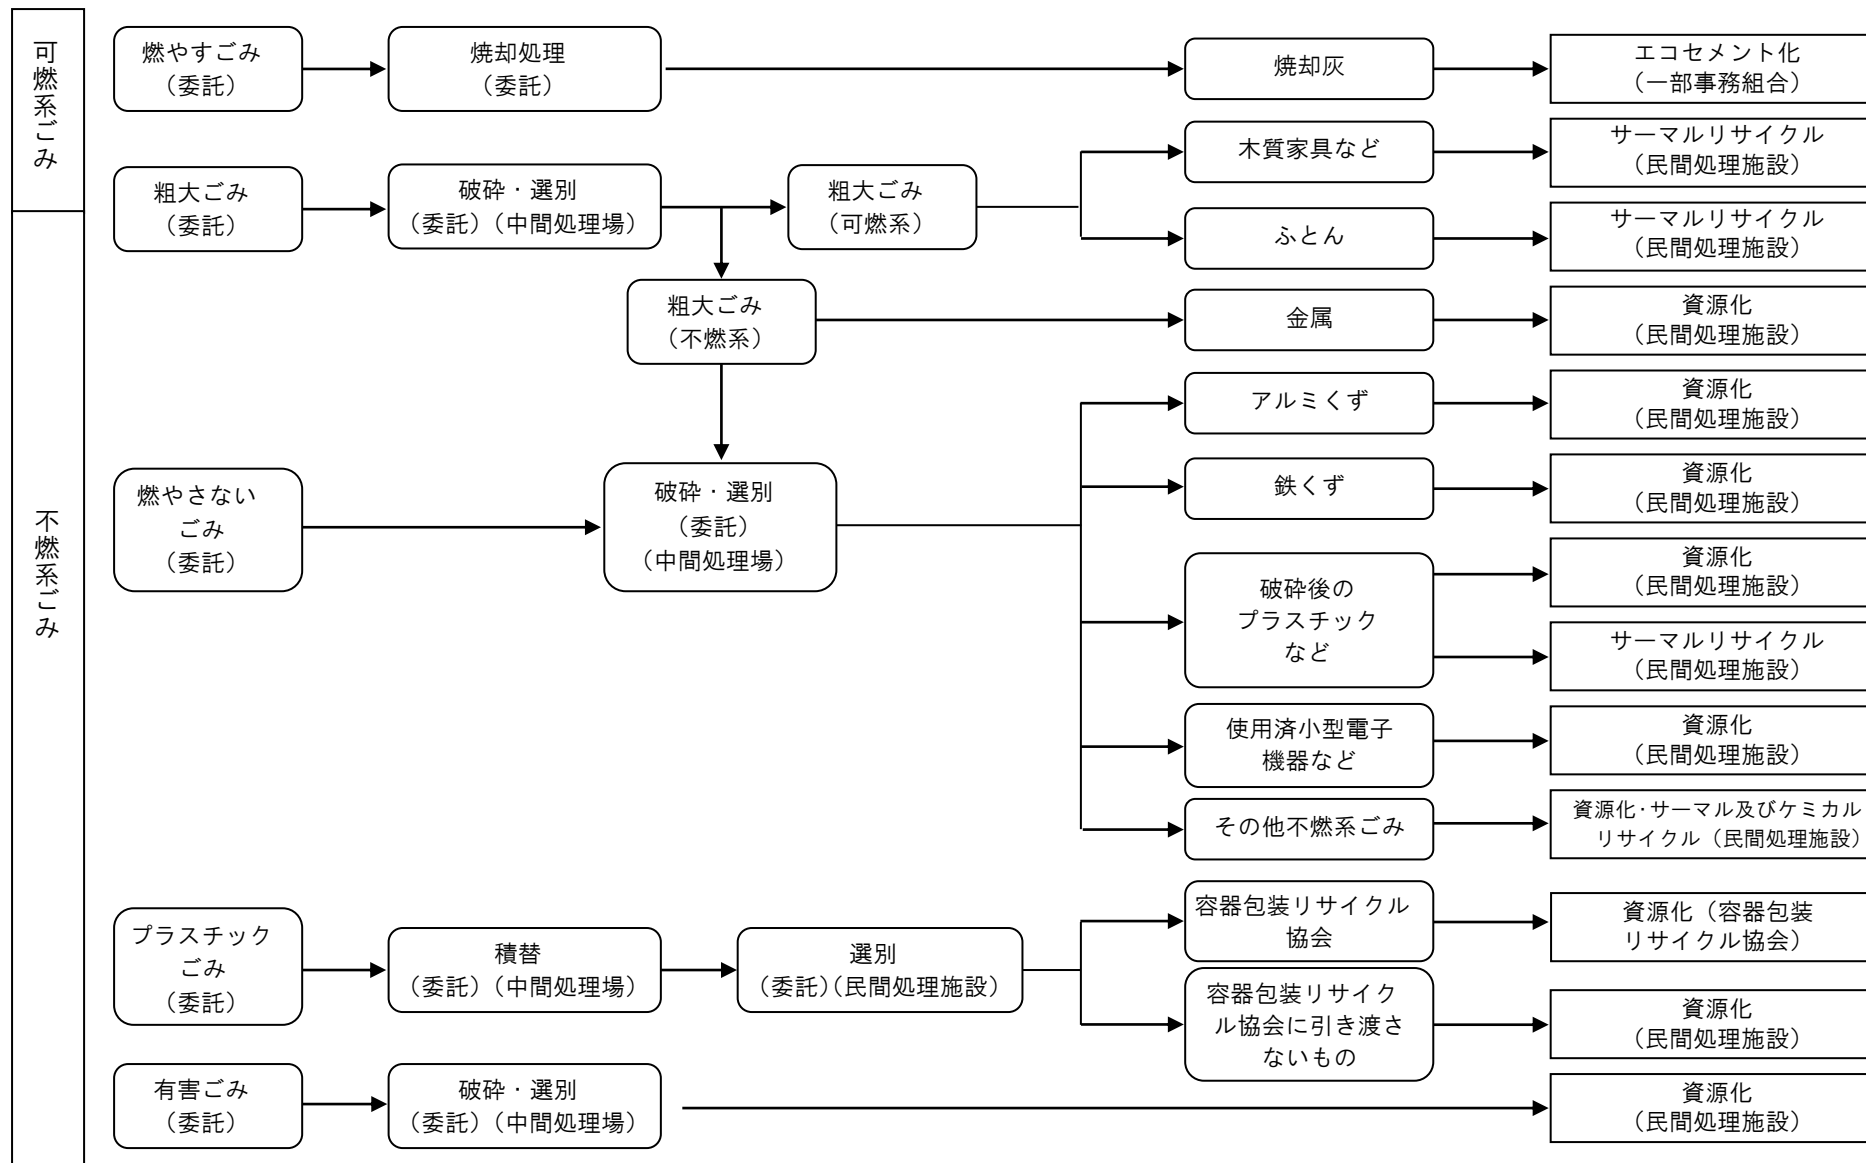 可燃系ごみ
燃やすごみ
（委託）
焼却処理
（委託）
焼却灰
エコセメント化
（一部事務組合）
粗大ごみ
（委託）
破砕・選別
（委託）（中間処理場）
粗大ごみ
（可燃系）
木質家具など
サーマルリサイクル
（民間処理施設）
ふとん
サーマルリサイクル
（民間処理施設）
不燃系ごみ
粗大ごみ
（不燃系）
金属
資源化
（民間処理施設）
燃やさない
ごみ
（委託）
破砕・選別
（委託）
（中間処理場）
アルミくず
資源化
（民間処理施設）
鉄くず
資源化
（民間処理施設）
破砕後の
プラスチック
など
資源化
（民間処理施設）
サーマルリサイクル
（民間処理施設）
使用済小型電子
機器など
資源化
（民間処理施設）
その他不燃系ごみ
資源化・サーマル及びケミカル
リサイクル（民間処理施設）
プラスチック
ごみ
（委託）
積替
（委託）（中間処理場）
選別
（委託）（民間処理施設）
容器包装リサイクル
協会
資源化（容器包装
リサイクル協会）
容器包装リサイク
ル協会に引き渡さ
ないもの
資源化
（民間処理施設）
有害ごみ
（委託）
破砕・選別
（委託）（中間処理場）
資源化
（民間処理施設）